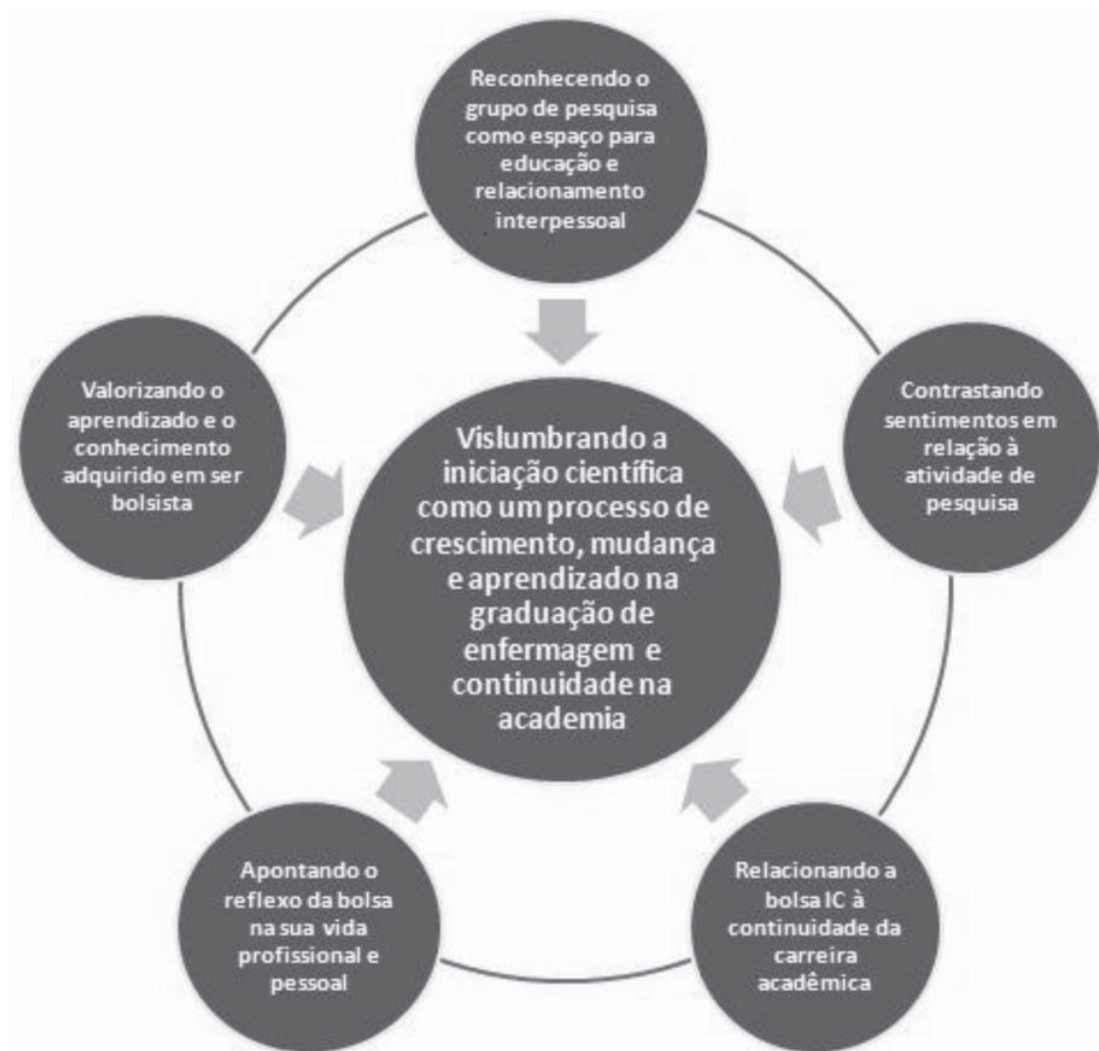 Reconhecendo o
grupo de pesquisa
como espaço para
educação e
relacionamento
interpessoal
Valorizando o
aprendizado e o
conhecimento
adquirido em ser
bolsista
Contrastando
sentimentos em
relação à
atividade de
pesquisa
Vislumbrando a
iniciação científica
como um processo de
crescimento, mudança
e aprendizado na
graduação de
enfermagem e
continuidade na
academia
Apontando o
reflexo da bolsa
na sua vida
profissional e
pessoal
Relacionando a
bolsa IC à
continuidade da
carreira
acadêmica